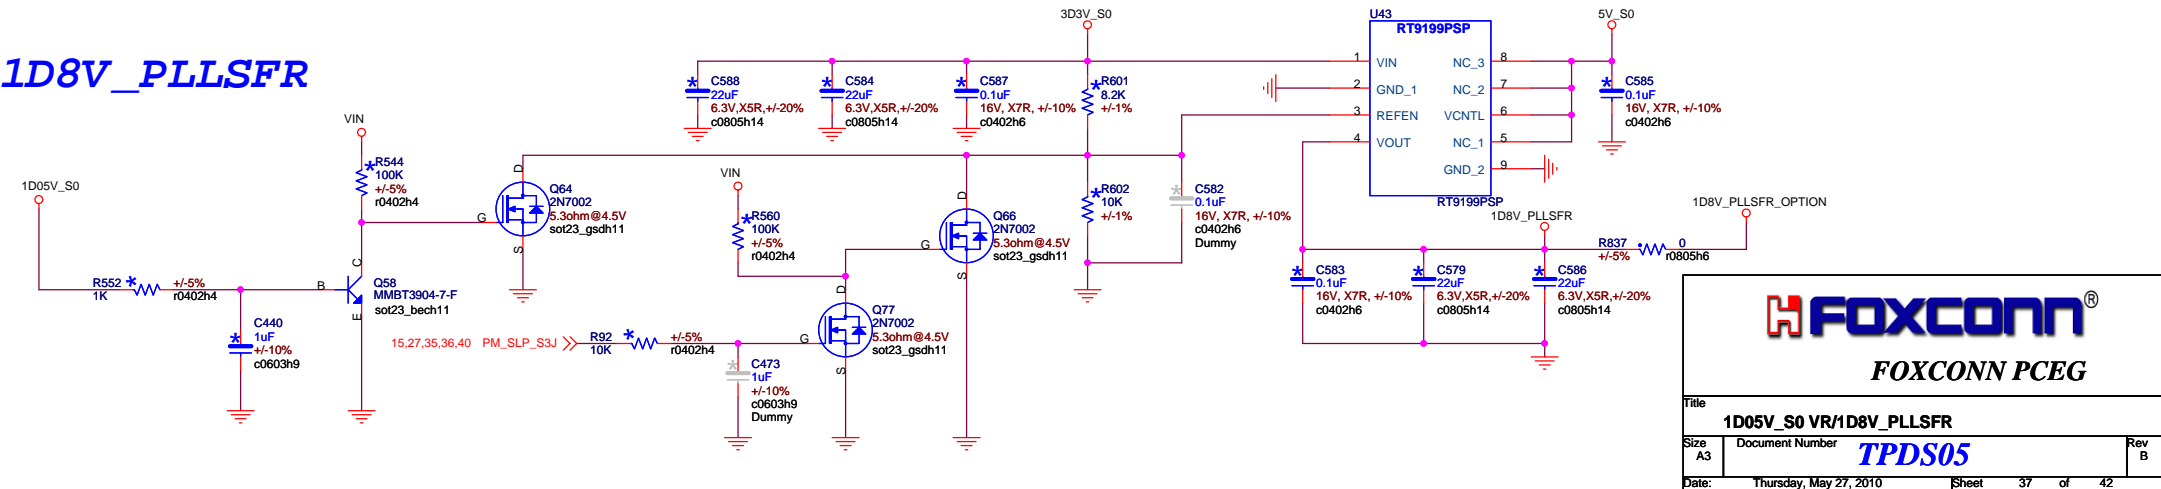 1D8V_PLLSFR
1D05V_S0
R552
1K
+/-5%
r0402h4
C440
1uF
+/-10%
c0603h9
VIN
R544
100K
+/-5%
r0402h4
B
C
E
Q58
MMBT3904-7-F
sot23_bech11
G
D
S
Q64
2N7002
5.3ohm@4.5V
sot23_gsdh11
15,27,35,36,40 PM_SLP_S3J
R92
10K
+/-5%
r0402h4
C473
1uF
+/-10%
c0603h9
Dummy
VIN
R560
100K
+/-5%
r0402h4
G
D
S
Q77
2N7002
5.3ohm@4.5V
sot23_gsdh11
G
D
S
Q66
2N7002
5.3ohm@4.5V
sot23_gsdh11
3D3V_S0
C588
22uF
6.3V,X5R,+/-20%
c0805h14
C584
22uF
6.3V,X5R,+/-20%
c0805h14
C587
0.1uF
16V, X7R, +/-10%
c0402h6
R601
8.2K
+/-1%
R602
10K
+/-1%
C582
0.1uF
16V, X7R, +/-10%
c0402h6
Dummy
U43
RT9199PSP
1 VIN
2 GND_1
3 REFEN
4 VOUT
NC_3 8
NC_2 7
VCNTL 6
NC_1 5
GND_2 9
RT9199PSP
5V_S0
C585
0.1uF
16V, X7R, +/-10%
c0402h6
1D8V_PLLSFR
1D8V_PLLSFR_OPTION
R837
+/-5%
0
r0805h6
C583
0.1uF
16V, X7R, +/-10%
c0402h6
C579
22uF
6.3V,X5R,+/-20%
c0805h14
C586
22uF
6.3V,X5R,+/-20%
c0805h14
FOXCONN®
FOXCONN PCEG
Title
1D05V_S0 VR/1D8V_PLLSFR
Size
A3
Document Number
TPDS05
Rev
B
Date: Thursday, May 27, 2010
Sheet 37 of 42